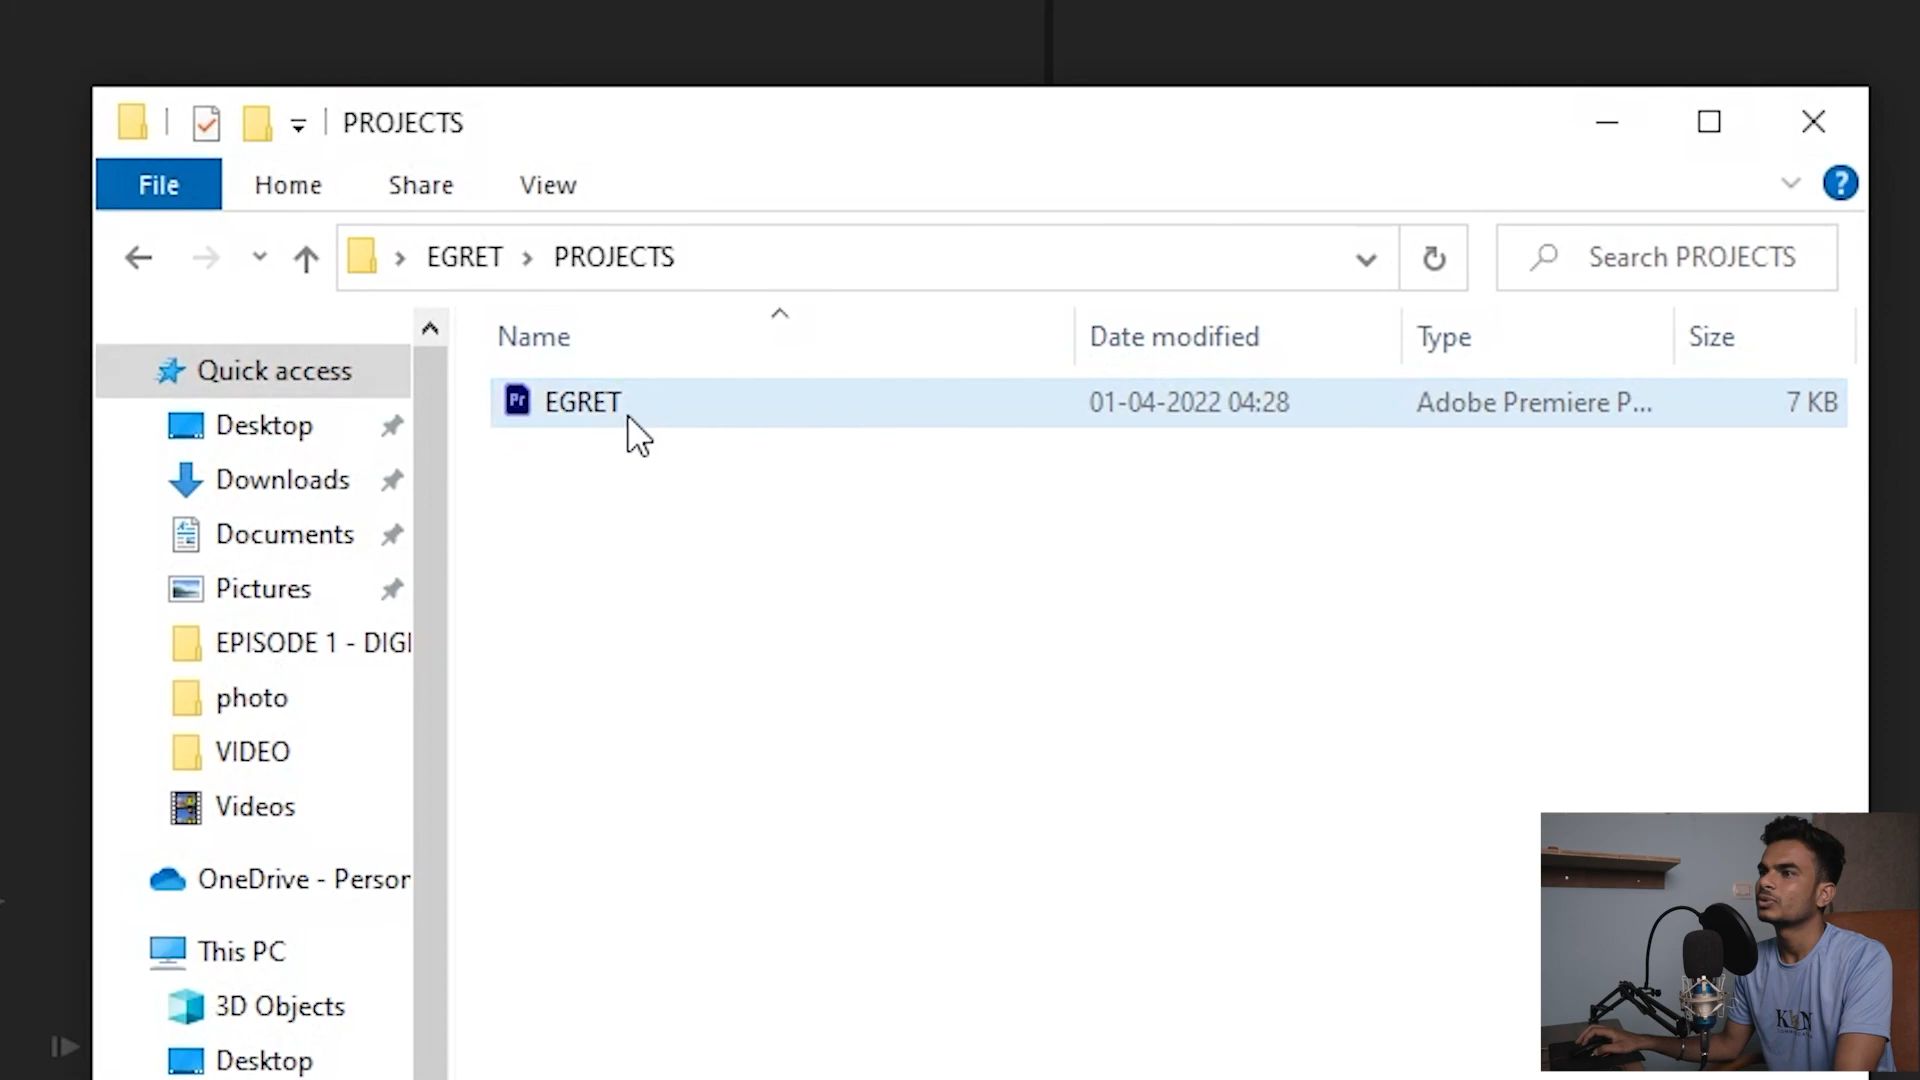 PROJECTS
File Home Share View
?
EGRET PROJECTS
Search PROJECTS
Name Date modified Type Size
Pr EGRET 01-04-2022 04:28 Adobe Premiere P... 7 KB
Quick access
Desktop
Downloads
Documents
Pictures
EPISODE 1 - DIGI
photo
VIDEO
Videos
OneDrive - Person
This PC
3D Objects
Desktop